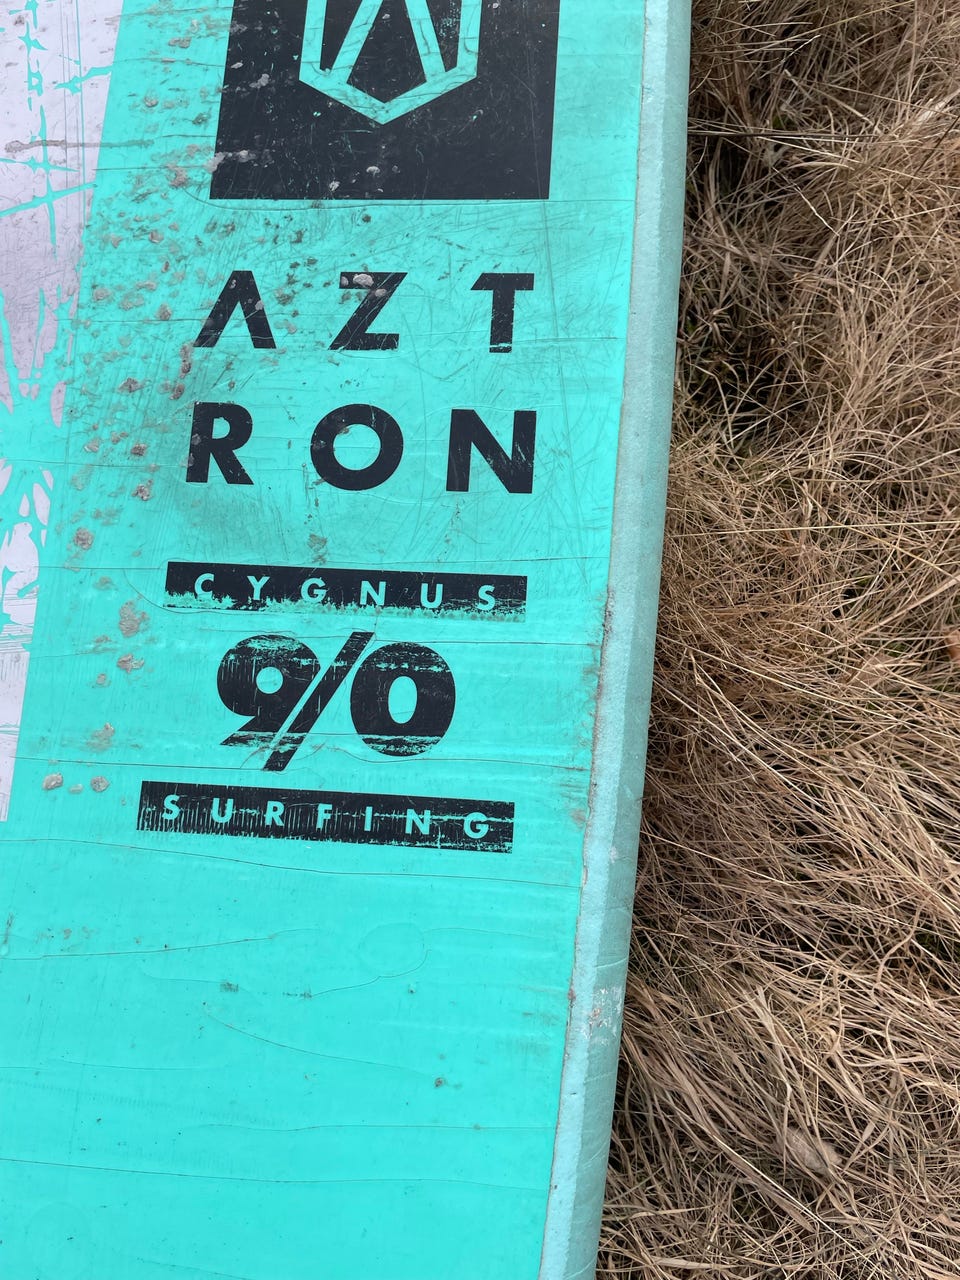 AZT
RON
CYGNUS
9/0
SURFING